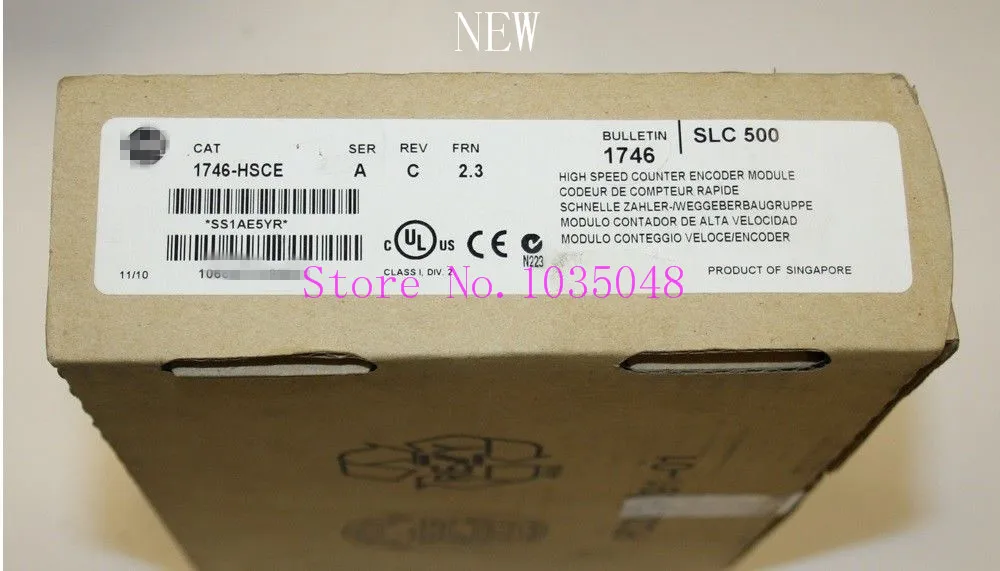 NEW
CAT
1746-HSCE
SER
A
REV
C
FRN
2.3
BULLETIN
1746
SLC 500
HIGH SPEED COUNTER ENCODER MODULE
CODEUR DE COMPTEUR RAPIDE
SCHNELLE ZAHLER-/WEGGEBERBAUGRUPPE
MODULO CONTADOR DE ALTA VELOCIDAD
MODULO CONTEGGIO VELOCE/ENCODER
*SS1AE5YR*
C UL US CE
N223
11/10
CLASS I, DIV. 2
PRODUCT OF SINGAPORE
Store No.1035048